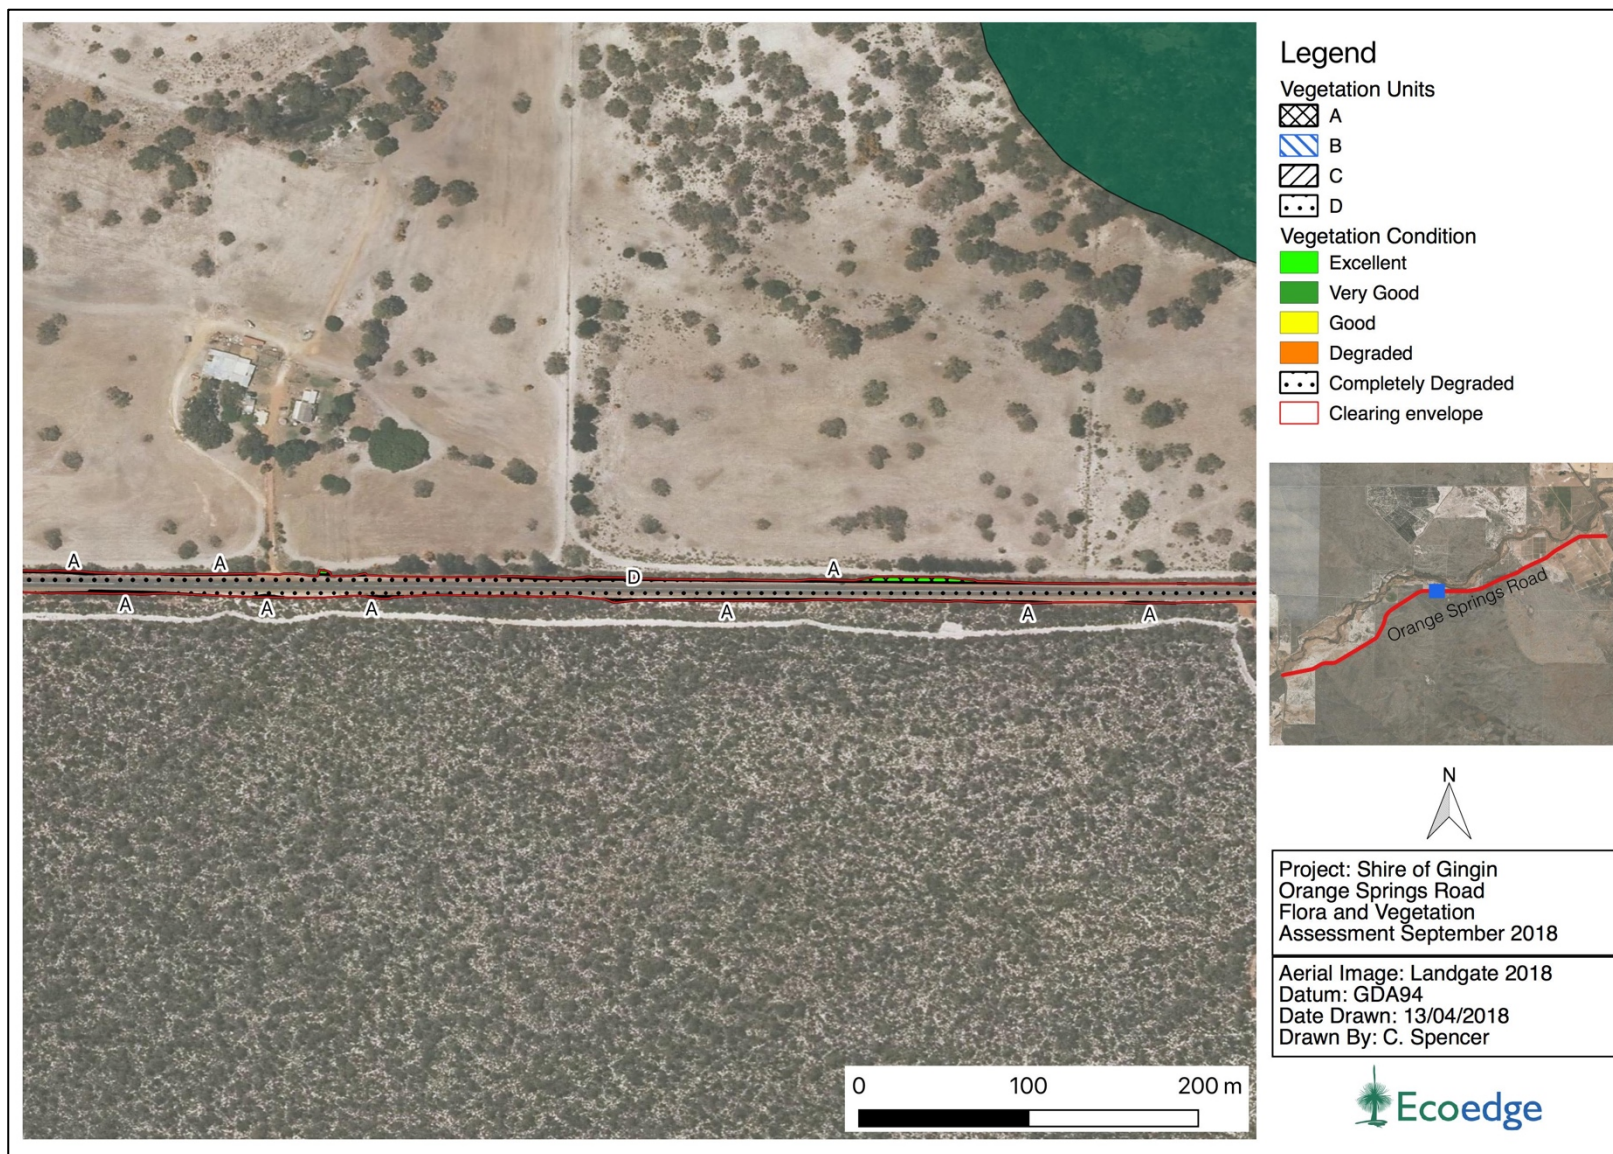 Legend
Vegetation Units
A
B
C
D
Vegetation Condition
Excellent
Very Good
Good
Degraded
Completely Degraded
Clearing envelope
A
A
D
A
A
A
A
A
A
A
Orange Springs Road
N
Project: Shire of Gingin
Orange Springs Road
Flora and Vegetation
Assessment September 2018
Aerial Image: Landgate 2018
Datum: GDA94
Date Drawn: 13/04/2018
Drawn By: C. Spencer
0 100 200 m
Ecoedge